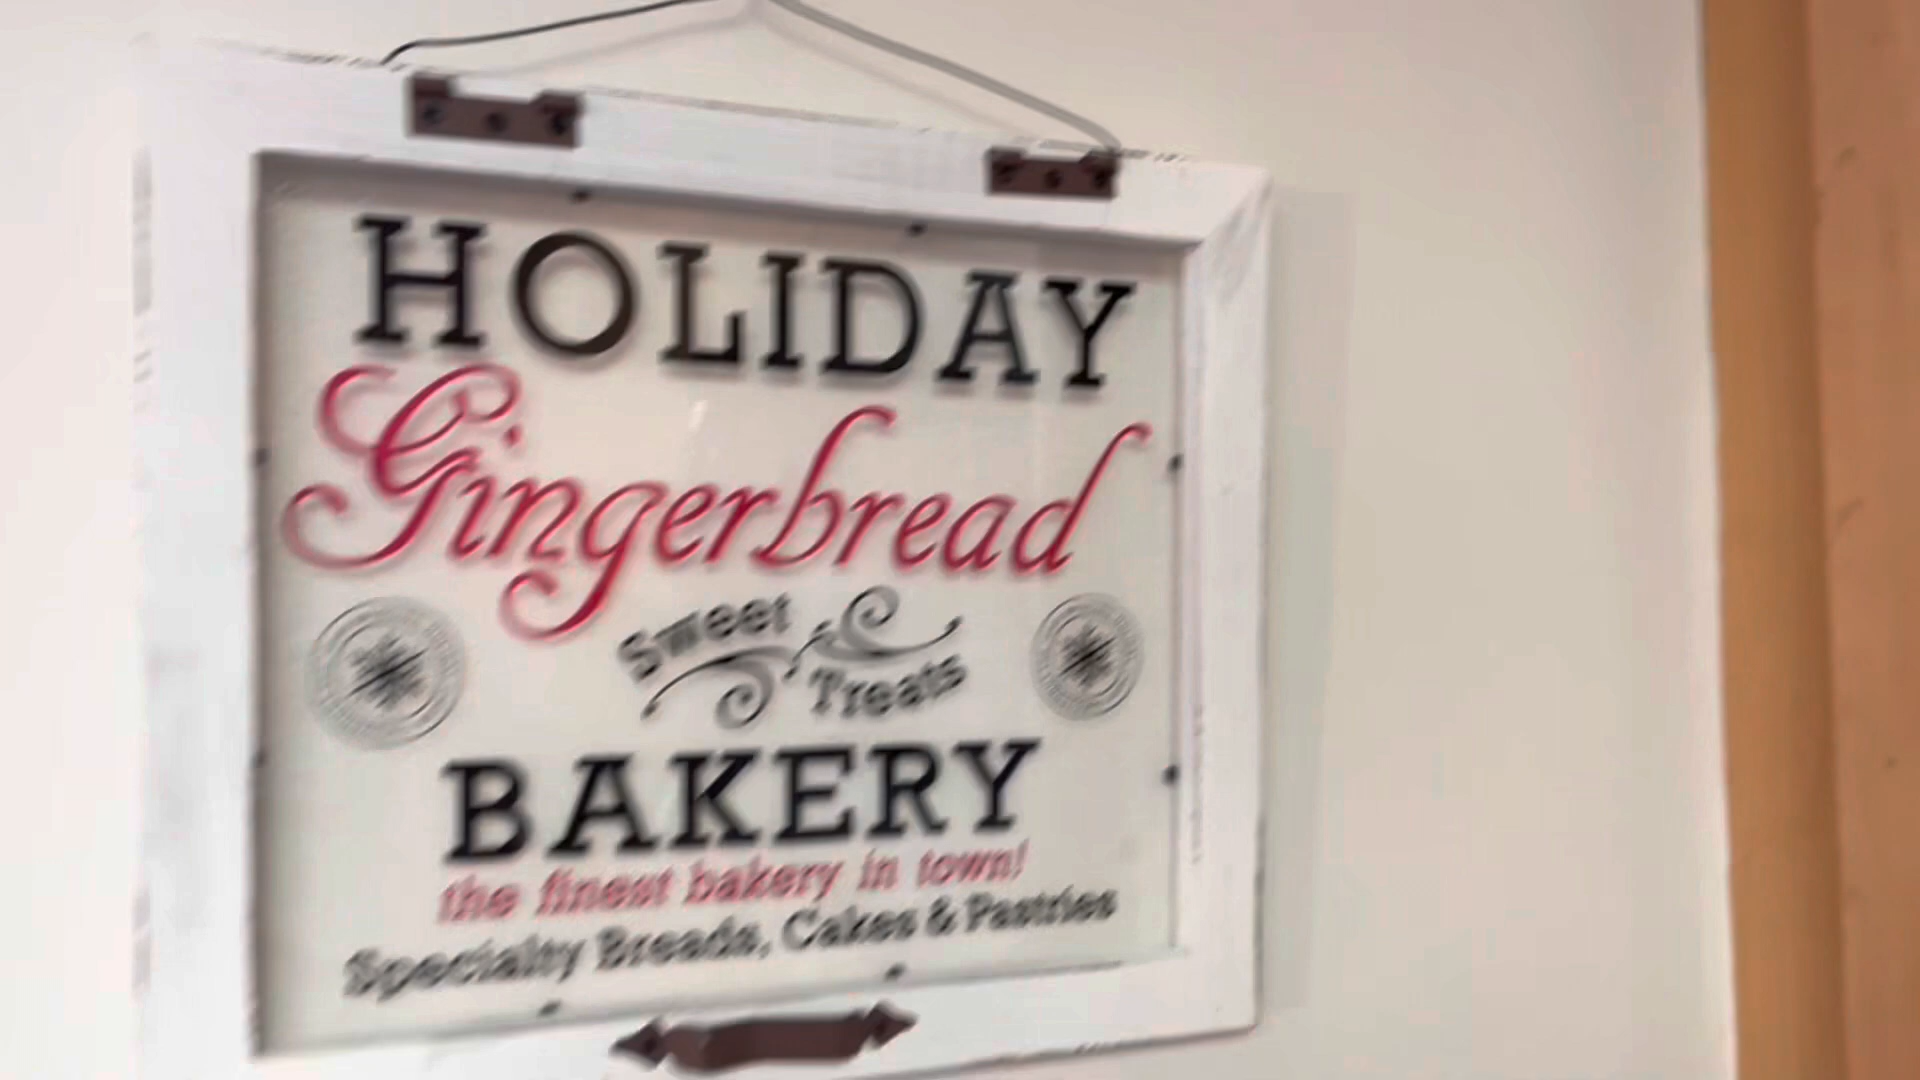 HOLIDAY
Gingerbread
Sweet
Treats
BAKERY
the finest bakery in town!
Specialty Breads, Cakes & Pastries